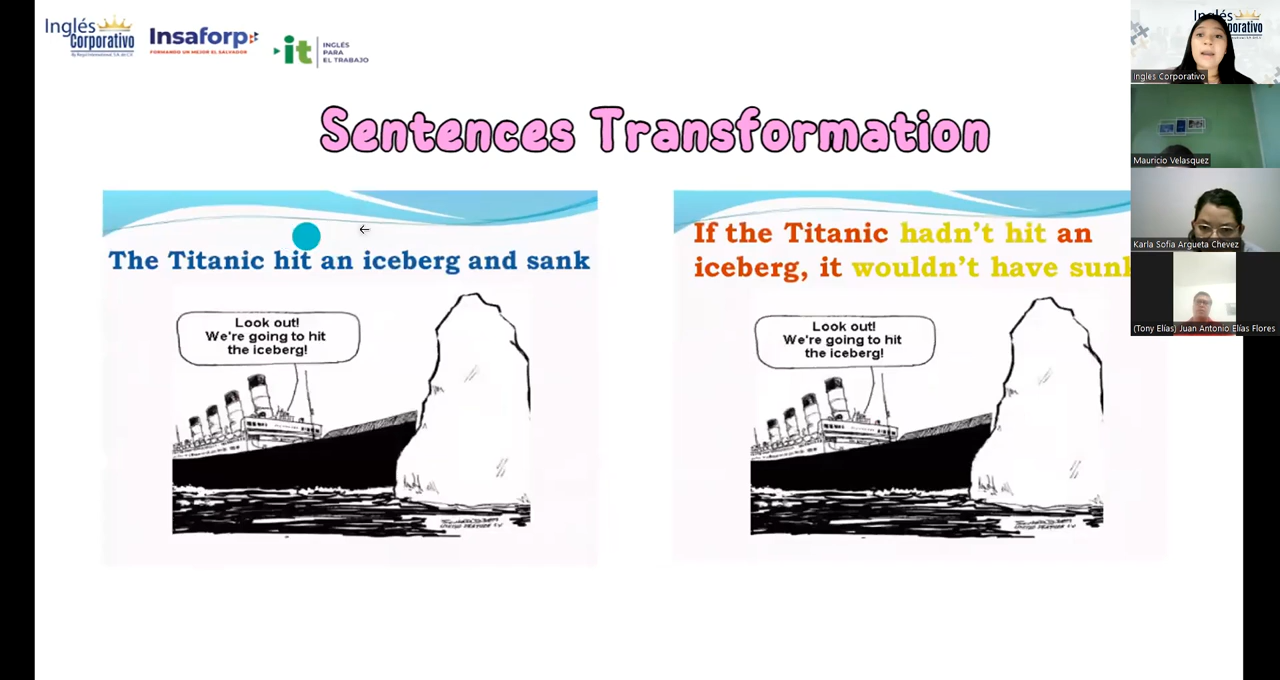 Inglés
Corporativo
Insaforp
FORMANDO UN MEJOR EL SALVADOR
it
INGLÉS
PARA
EL TRABAJO
Sentences Transformation
The Titanic hit an iceberg and sank
Look out!
We're going to hit
the iceberg!
If the Titanic hadn't hit an
iceberg, it wouldn't have sunk
Look out!
We're going to hit
the iceberg!
Inglés
Ingles Corporativo
Mauricio Velasquez
Karla Sofia Argueta Chevez
(Tony Elías) Juan Antonio Elías Flores